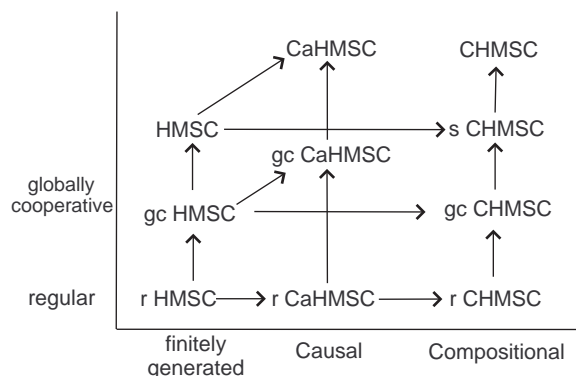 CaHMSC CHMSC
HMSC s CHMSC
gc CaHMSC
globally
cooperative
gc HMSC gc CHMSC
regular r HMSC r CaHMSC r CHMSC
finitely
generated Causal Compositional